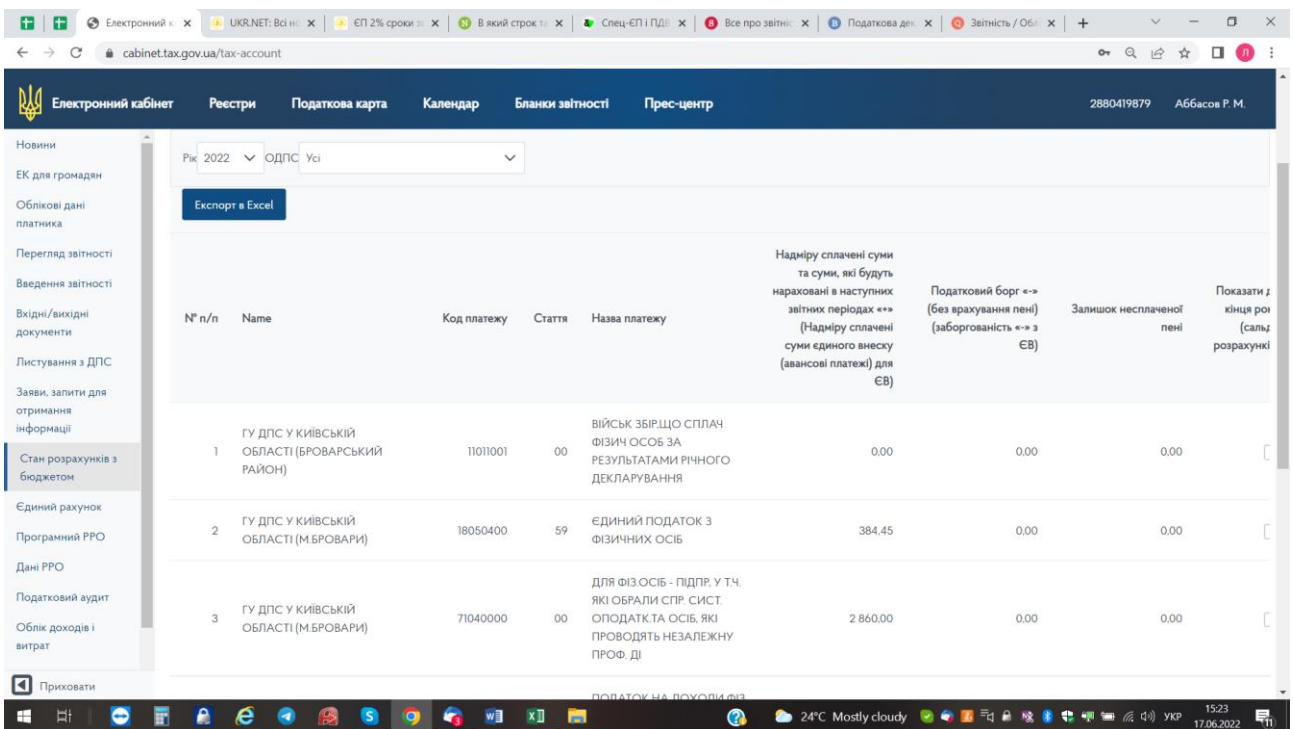 Електронний к
UKR.NET: Всі но
ЄП 2% сроки
В який строк та
Спец-ЄП і ПДВ
Все про звітніс
Податкова дек
Звітність / Обл
cabinet.tax.gov.ua/tax-account
Л
Електронний кабінет
Реєстри
Податкова карта
Календар
Бланки звітності
Прес-центр
2880419879
Аббасов Р. М.
Новини
ЕК для громадян
Облікові дані
платника
Перегляд звітності
Введення звітності
Вхідні/вихідні
документи
Листування з ДПС
Заяви, запити для
отримання
інформації
Стан розрахунків з
бюджетом
Єдиний рахунок
Програмний РРО
Дані РРО
Податковий аудит
Облік доходів і
витрат
Приховати
Рік 2022 ОДПС Усі
Експорт в Excel
N° п/п
Name
Код платежу
Стаття
Назва платежу
Надміру сплачені суми
та суми, які будуть
нараховані в наступних
звітних періодах «+»
(Надміру сплачені
суми єдиного внеску
(авансові платежі) для
ЄВ)
Податковий борг «-»
(без врахування пені)
(заборгованість «-» з
ЄВ)
Залишок несплаченої
пені
Показати д
кінця рок
(сальд
розрахункі
1
ГУ ДПС У КИЇВСЬКІЙ
ОБЛАСТІ (БРОВАРСЬКИЙ
РАЙОН)
11011001
00
ВІЙСЬК ЗБІР,ЩО СПЛАЧ
ФІЗИЧ ОСОБ ЗА
РЕЗУЛЬТАТАМИ РІЧНОГО
ДЕКЛАРУВАННЯ
0,00
0,00
0,00
2
ГУ ДПС У КИЇВСЬКІЙ
ОБЛАСТІ (М.БРОВАРИ)
18050400
59
ЄДИНИЙ ПОДАТОК З
ФІЗИЧНИХ ОСІБ
384,45
0,00
0,00
3
ГУ ДПС У КИЇВСЬКІЙ
ОБЛАСТІ (М.БРОВАРИ)
71040000
00
ДЛЯ ФІЗ.ОСІБ - ПІДПР, У Т.Ч.
ЯКІ ОБРАЛИ СПР. СИСТ.
ОПОДАТК.ТА ОСІБ, ЯКІ
ПРОВОДЯТЬ НЕЗАЛЕЖНУ
ПРОФ. ДІ
2 860,00
0,00
0,00
ПОДАТОК НА ДОХОДИ ФІЗ
24°C Mostly cloudy
УКР
15:23
17.06.2022